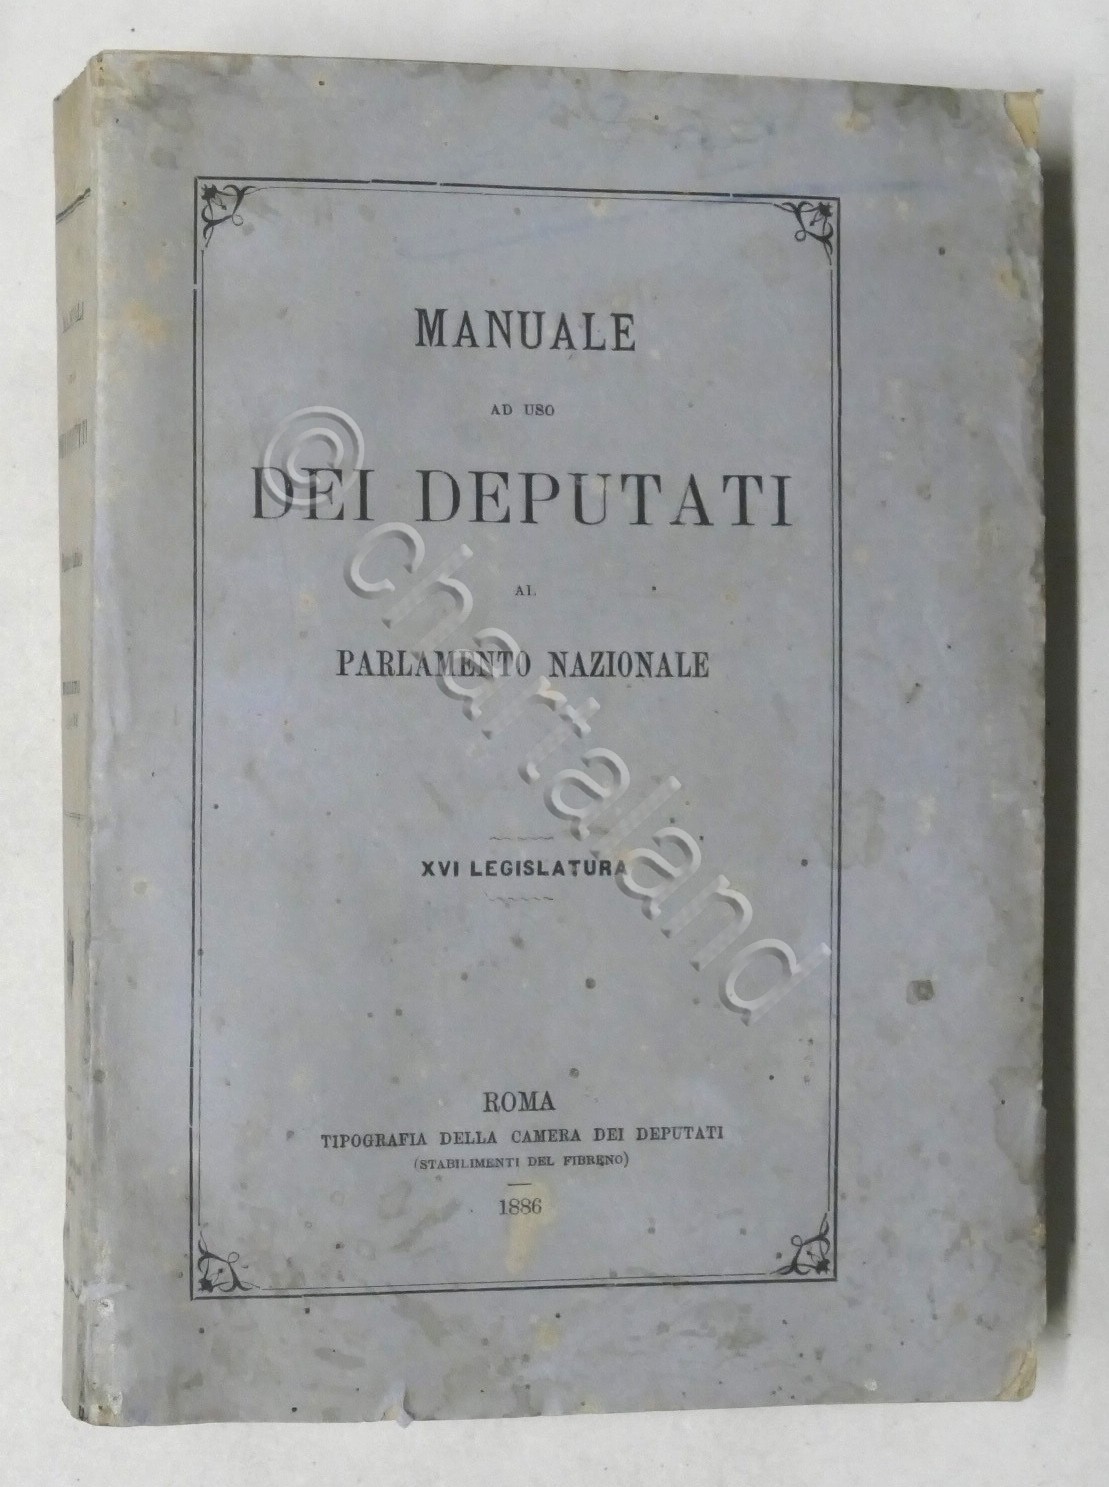 MANUALE
AD USO
DEI DEPUTATI
AL
PARLAMENTO NAZIONALE
XVI LEGISLATURA
ROMA
TIPOGRAFIA DELLA CAMERA DEI DEPUTATI
(STABILIMENTI DEL FIBRENO)
1886
© chartaland